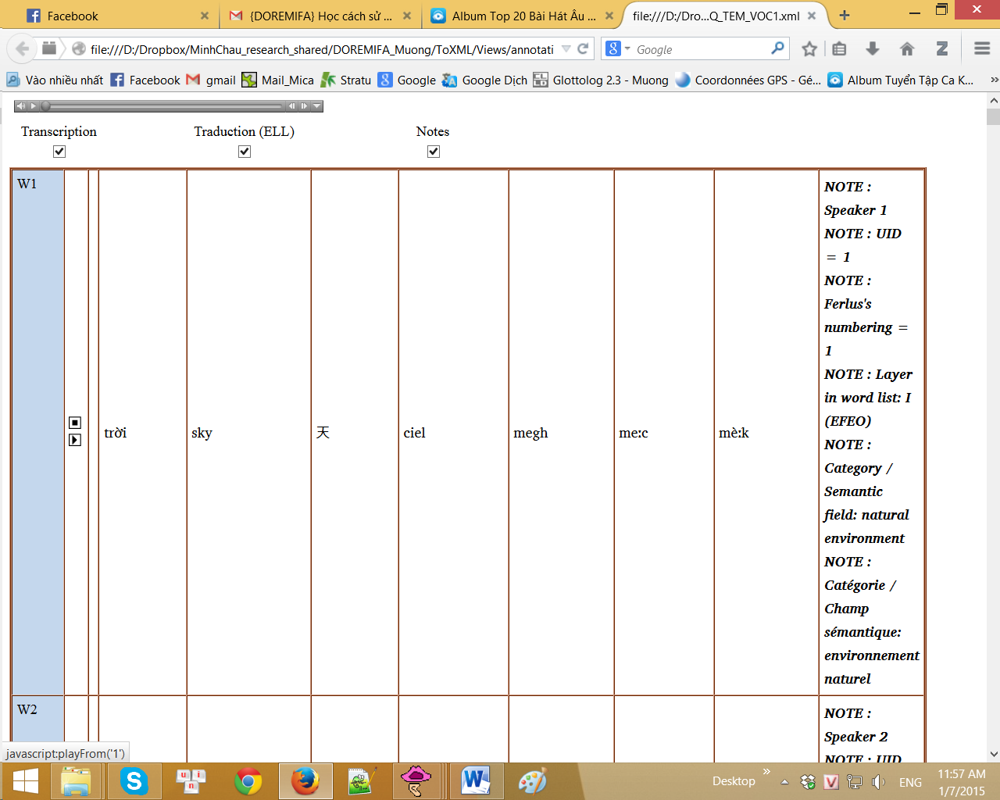 Facebook
{DOREMIFA} Học cách sử ...
Album Top 20 Bài Hát Âu ...
file:///D:/Dro...Q_TEM_VOC1.xml
file:///D:/Dropbox/MinhChau_research_shared/DOREMIFA_Muong/ToXML/Views/annotati
Google
Vào nhiều nhất
Facebook
gmail
Mail_Mica
Stratu
Google
Google Dịch
Glottolog 2.3 - Muong
Coordonnées GPS - Gé...
Album Tuyển Tập Ca K...
Transcription
Traduction (ELL)
Notes
W1
trời
sky
天
ciel
megh
me:c
mè:k
NOTE :
Speaker 1
NOTE : UID
= 1
NOTE :
Ferlus's
numbering =
1
NOTE : Layer
in word list: I
(EFEO)
NOTE :
Category /
Semantic
field: natural
environment
NOTE :
Catégorie /
Champ
sémantique:
environnement
naturel
W2
NOTE :
Speaker 2
NOTE : UID
javascript:playFrom('1')
Desktop
ENG
11:57 AM
1/7/2015